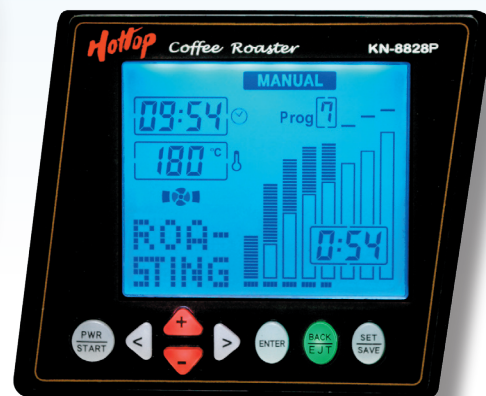 HotTop Coffee Roaster KN-8828P
MANUAL
09:54 Prog 7
180 °C
0:54
ROA-
STING
+
< > ENTER BACK SET
PWR
START EJT SAVE
-